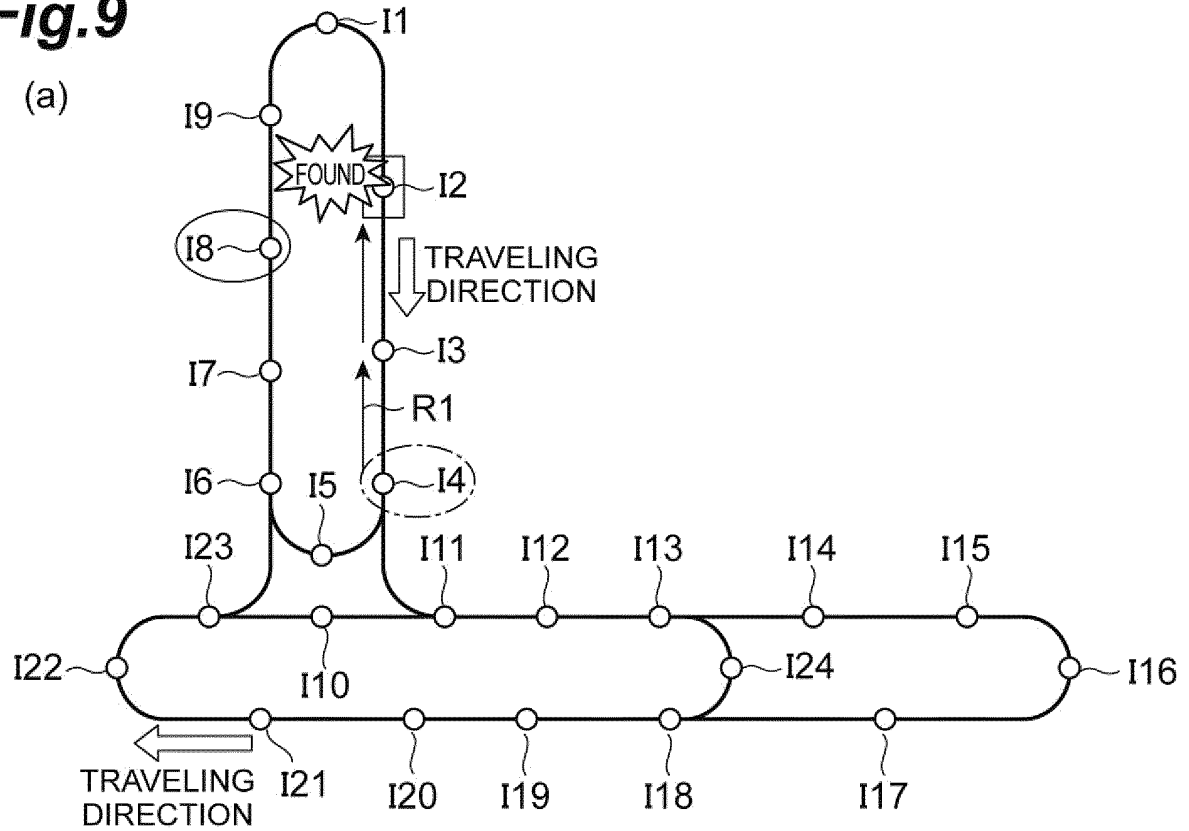 Fig.9
I1
(a)
I9
FOUND
I2
I8
TRAVELING
DIRECTION
I3
I7
R1
I6
I5
I4
I23
I11
I12
I13
I14
I15
I22
I10
I24
I16
TRAVELING
DIRECTION
I21
I20
I19
I18
I17